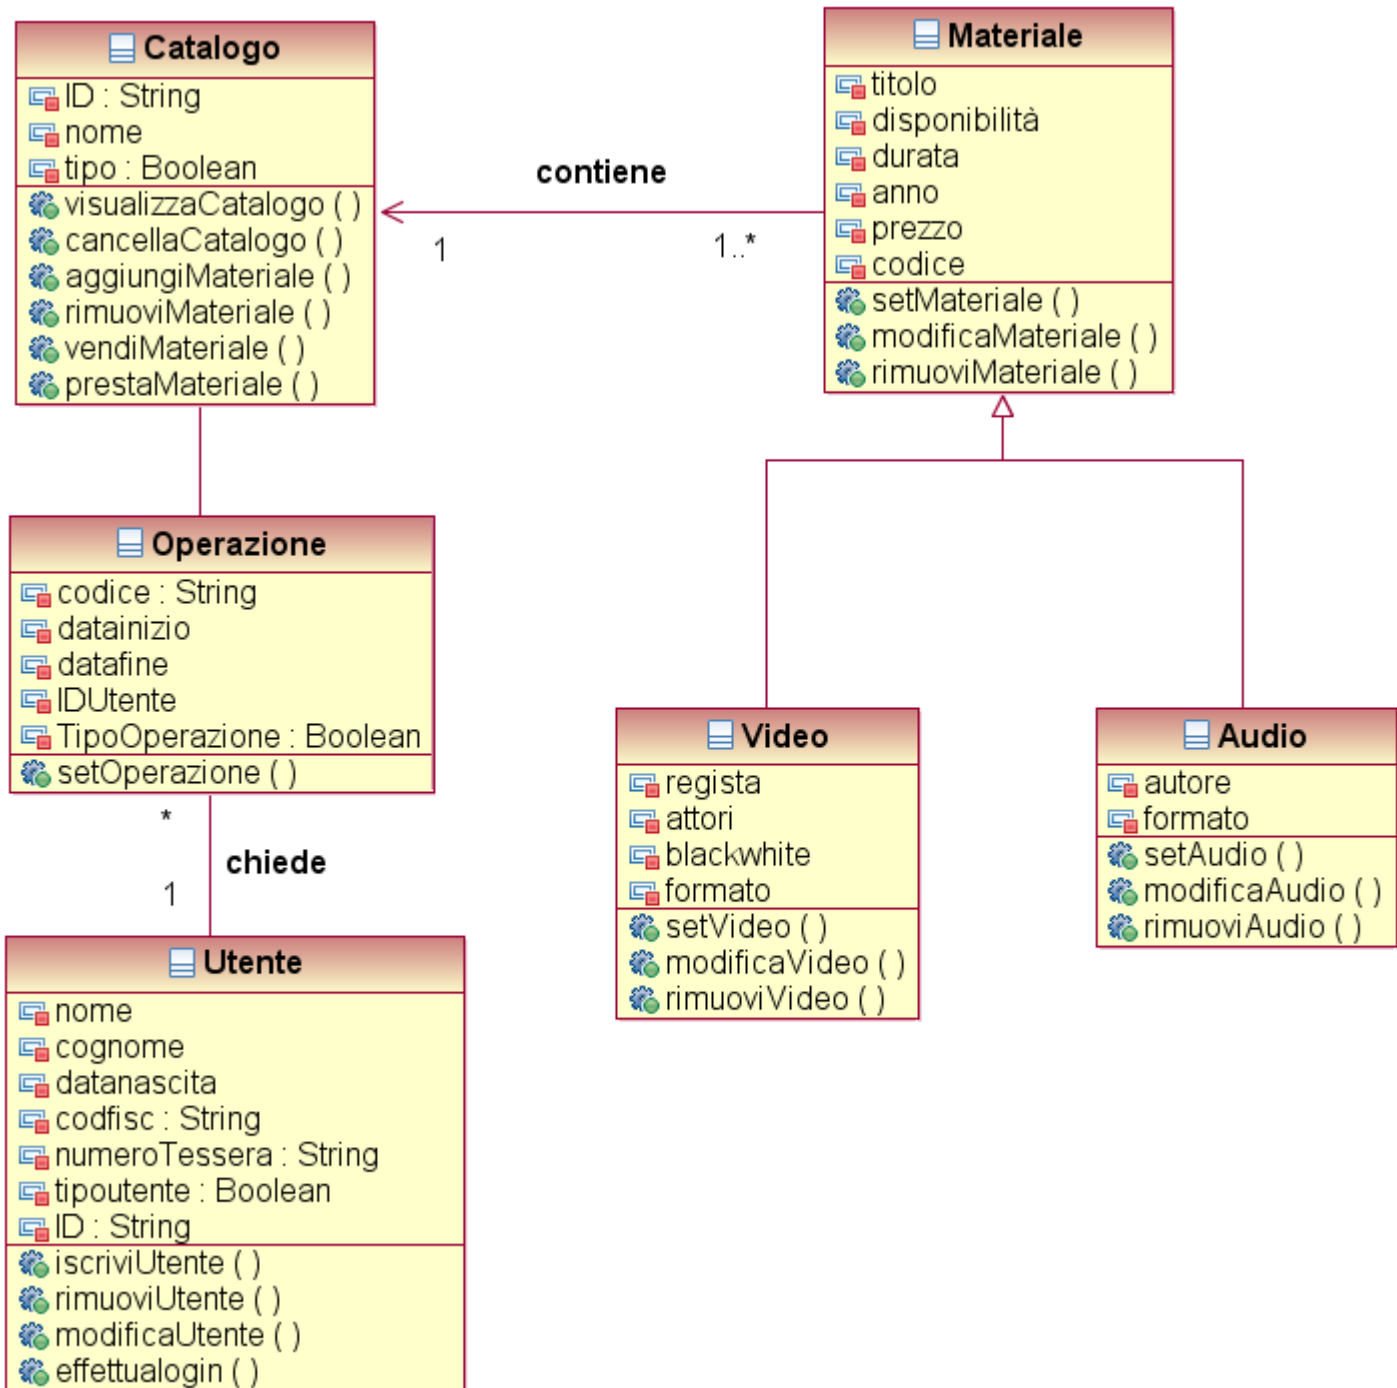 Catalogo
ID : String
nome
tipo : Boolean
visualizzaCatalogo ( )
cancellaCatalogo ( )
aggiungiMateriale ( )
rimuoviMateriale ( )
vendiMateriale ( )
prestaMateriale ( )
contiene
1
1..*
Materiale
titolo
disponibilità
durata
anno
prezzo
codice
setMateriale ( )
modificaMateriale ( )
rimuoviMateriale ( )
Operazione
codice : String
datainizio
datafine
IDUtente
TipoOperazione : Boolean
setOperazione ( )
*
chiede
1
Video
regista
attori
blackwhite
formato
setVideo ( )
modificaVideo ( )
rimuoviVideo ( )
Audio
autore
formato
setAudio ( )
modificaAudio ( )
rimuoviAudio ( )
Utente
nome
cognome
datanascita
codfisc : String
numeroTessera : String
tipoutente : Boolean
ID : String
iscriviUtente ( )
rimuoviUtente ( )
modificaUtente ( )
effettualogin ( )